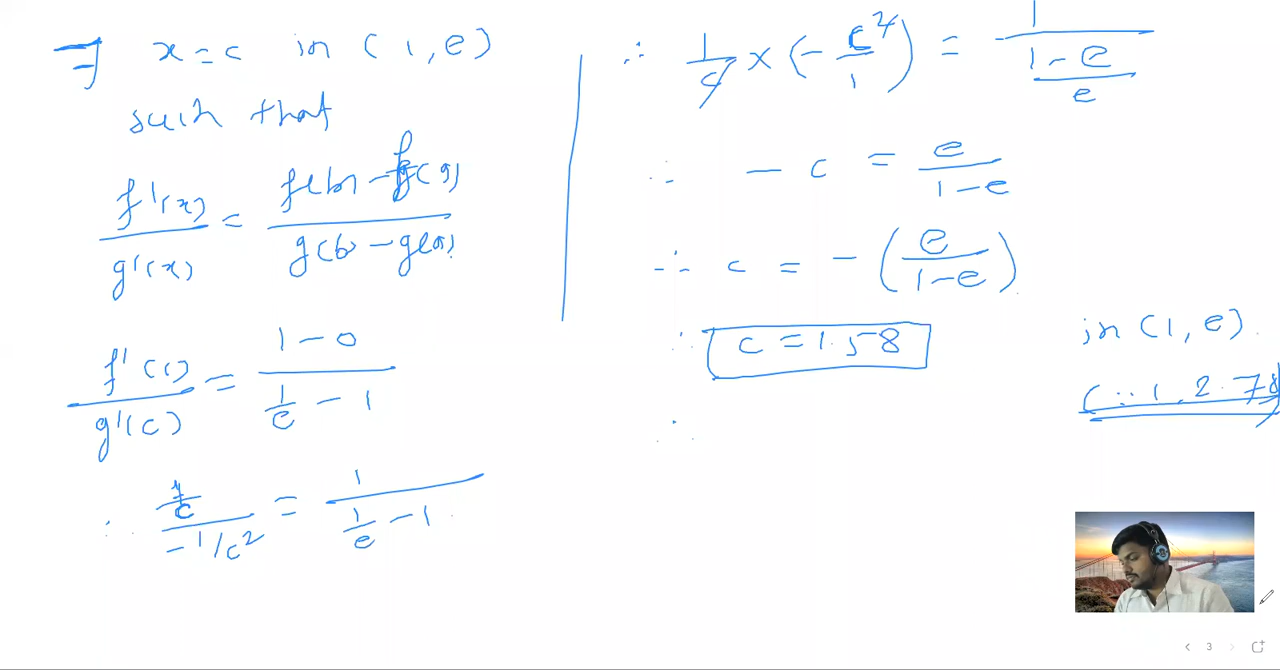 ⇒ x = c in (1, e)
such that
f'(x) / g'(x) = f(b) - f(a) / g(b) - g(a)
f'(c) / g'(c) = 1 - 0 / 1/e - 1
∴ 1/c / -1/c² = 1 / 1/e - 1
∴ 1/c × (- c²/1) = 1 / 1-e/e
∴ - c = e / 1-e
∴ c = - (e / 1-e)
∴ c = 1.58
in (1, e).
1, 2.78)
3